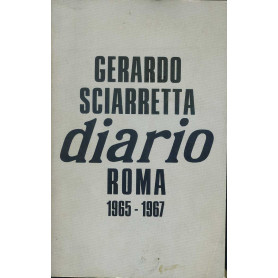 GERARDO
SCIARRETTA
diario
ROMA
1965 - 1967